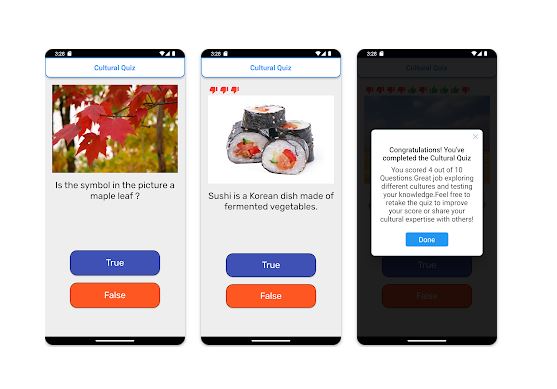 3:26
Cultural Quiz
Is the symbol in the picture a
maple leaf ?
True
False
3:26
Cultural Quiz
Sushi is a Korean dish made of
fermented vegetables.
True
False
3:26
Cultural Quiz
Congratulations! You've
completed the Cultural Quiz
You scored 4 out of 10
Questions.Great job exploring
different cultures and testing
your knowledge.Feel free to
retake the quiz to improve
your score or share your
cultural expertise with others!
Done
True
False